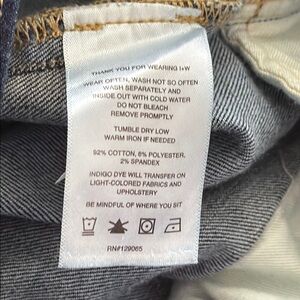 THANK YOU FOR WEARING
WEAR OFTEN, WASH NOT SO OFTEN
WASH SEPARATELY AND
INSIDE OUT WITH COLD WATER
DO NOT BLEACH
REMOVE PROMPTLY
TUMBLE DRY LOW
WARM IRON IF NEEDED
92% COTTON, 6% POLYESTER,
2% SPANDEX
INDIGO DYE WILL TRANSFER ON
LIGHT-COLORED FABRICS AND
UPHOLSTERY
BE MINDFUL OF WHERE YOU SIT
RN#129065